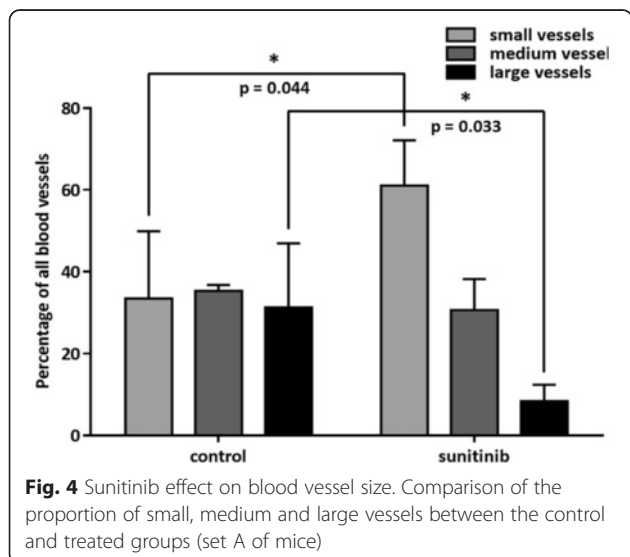 small vessels
medium vessel
large vessels
*
p = 0.044
*
p = 0.033
Percentage of all blood vessels
80
60
40
20
0
control
sunitinib
Fig. 4 Sunitinib effect on blood vessel size. Comparison of the
proportion of small, medium and large vessels between the control
and treated groups (set A of mice)